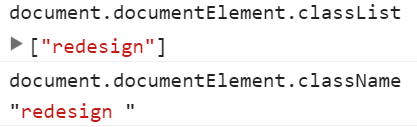 document.documentElement.classList
▶ ["redesign"]
document.documentElement.className
"redesign "